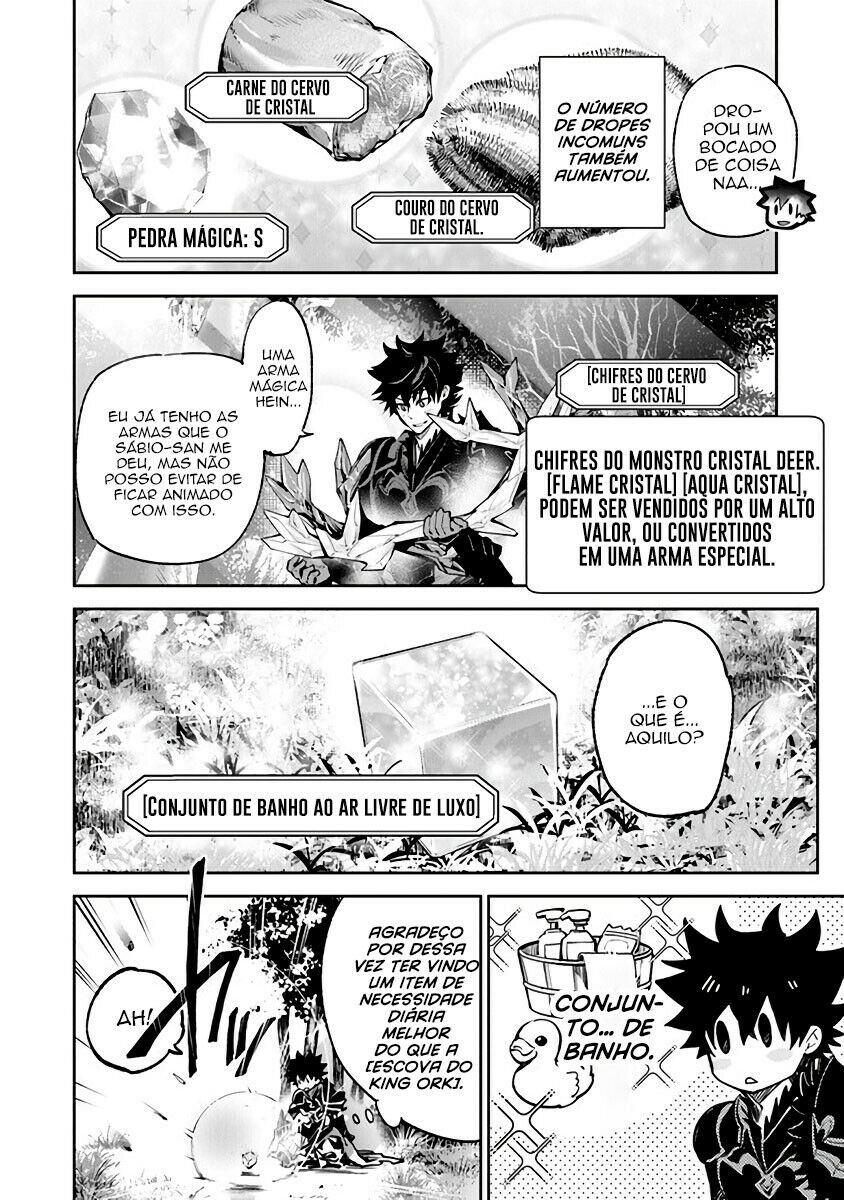 DRO-
POU UM
BOCADO
DE COISA
NAA...
O NÚMERO
DE DROPES
INCOMUNS
TAMBÉM
AUMENTOU.
CARNE DO CERVO
DE CRISTAL
COURO DO CERVO
DE CRISTAL.
PEDRA MÁGICA: S
[CHIFRES DO CERVO
DE CRISTAL]
CHIFRES DO MONSTRO CRISTAL DEER.
[FLAME CRISTAL] [AQUA CRISTAL],
PODEM SER VENDIDOS POR UM ALTO
VALOR, OU CONVERTIDOS
EM UMA ARMA ESPECIAL.
UMA
ARMA
MÁGICA
HEIN...
EU JÁ TENHO AS
ARMAS QUE O
SÁBIO-SAN ME
DEU, MAS NÃO
POSSO EVITAR DE
FICAR ANIMADO
COM ISSO.
...E O
QUE É...
AQUILO?
[CONJUNTO DE BANHO AO AR LIVRE DE LUXO]
CONJUN-
TO... DE
BANHO.
AGRADEÇO
POR DESSA
VEZ TER VINDO
UM ITEM DE
NECESSIDADE
DIÁRIA
MELHOR
DO QUE A
[ESCOVA DO
KING ORK].
AH!